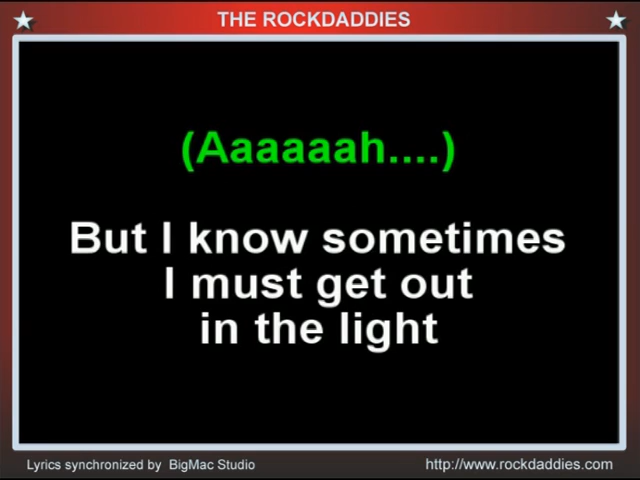 THE ROCKDADDIES
(Aaaaaah....)
But I know sometimes
I must get out
in the light
Lyrics synchronized by BigMac Studio
http://www.rockdaddies.com